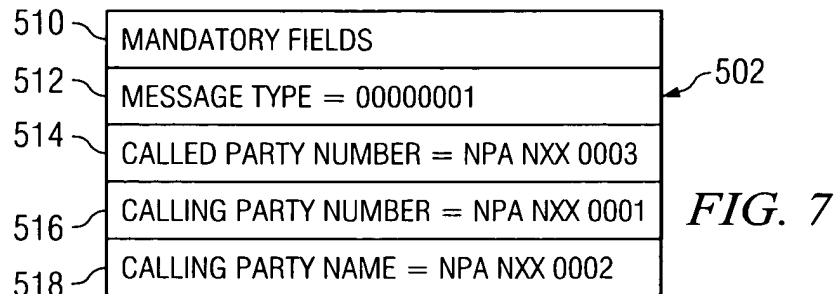 510 MANDATORY FIELDS
512 MESSAGE TYPE = 00000001 502
514 CALLED PARTY NUMBER = NPA NXX 0003
516 CALLING PARTY NUMBER = NPA NXX 0001 FIG. 7
518 CALLING PARTY NAME = NPA NXX 0002